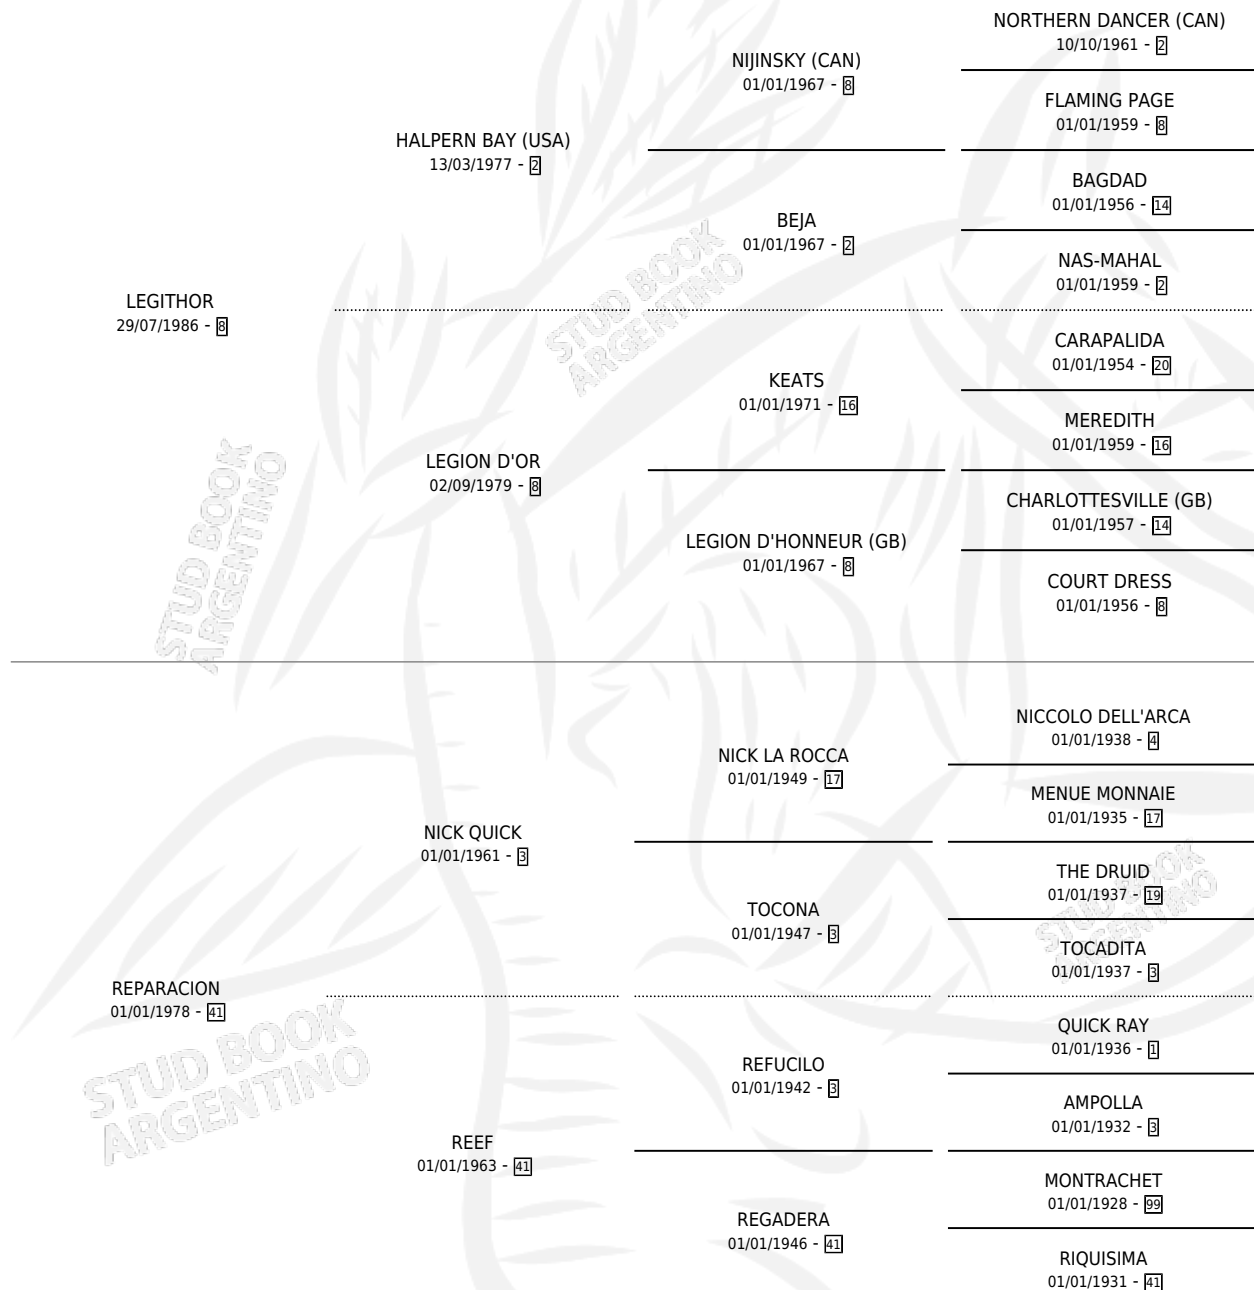 NORTHERN DANCER (CAN)
10/10/1961 - 2
NIJINSKY (CAN)
01/01/1967 - 8
FLAMING PAGE
01/01/1959 - 8
HALPERN BAY (USA)
13/03/1977 - 2
BAGDAD
01/01/1956 - 14
BEJA
01/01/1967 - 2
NAS-MAHAL
01/01/1959 - 2
LEGITHOR
29/07/1986 - 8
CARAPALIDA
01/01/1954 - 20
KEATS
01/01/1971 - 16
MEREDITH
01/01/1959 - 16
LEGION D'OR
02/09/1979 - 8
CHARLOTTESVILLE (GB)
01/01/1957 - 14
LEGION D'HONNEUR (GB)
01/01/1967 - 8
COURT DRESS
01/01/1956 - 8
NICCOLO DELL'ARCA
01/01/1938 - 4
NICK LA ROCCA
01/01/1949 - 17
MENUE MONNAIE
01/01/1935 - 17
NICK QUICK
01/01/1961 - 3
THE DRUID
01/01/1937 - 19
TOCONA
01/01/1947 - 3
TOCADITA
01/01/1937 - 3
REPARACION
01/01/1978 - 41
QUICK RAY
01/01/1936 - 1
REFUCILO
01/01/1942 - 3
AMPOLLA
01/01/1932 - 3
REEF
01/01/1963 - 41
MONTRACHET
01/01/1928 - 99
REGADERA
01/01/1946 - 41
RIQUISIMA
01/01/1931 - 41
STUD BOOK
ARGENTINO
STUD BOOK
ARGENTINO
STUD BOOK
ARGENTINO
STUD BOOK
ARGENTINO